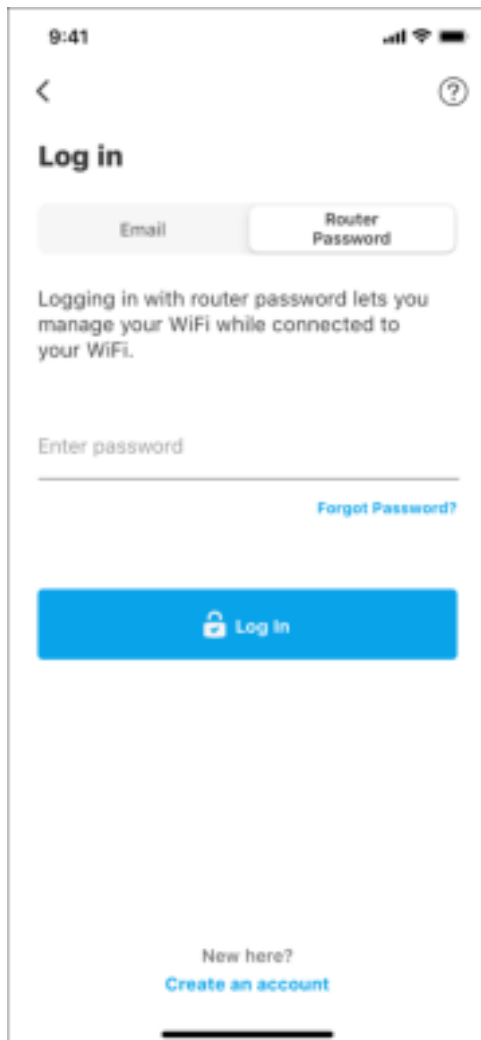 9:41
Log in
Email
Router
Password
Logging in with router password lets you
manage your WiFi while connected to
your WiFi.
Enter password
Forgot Password?
Log In
New here?
Create an account